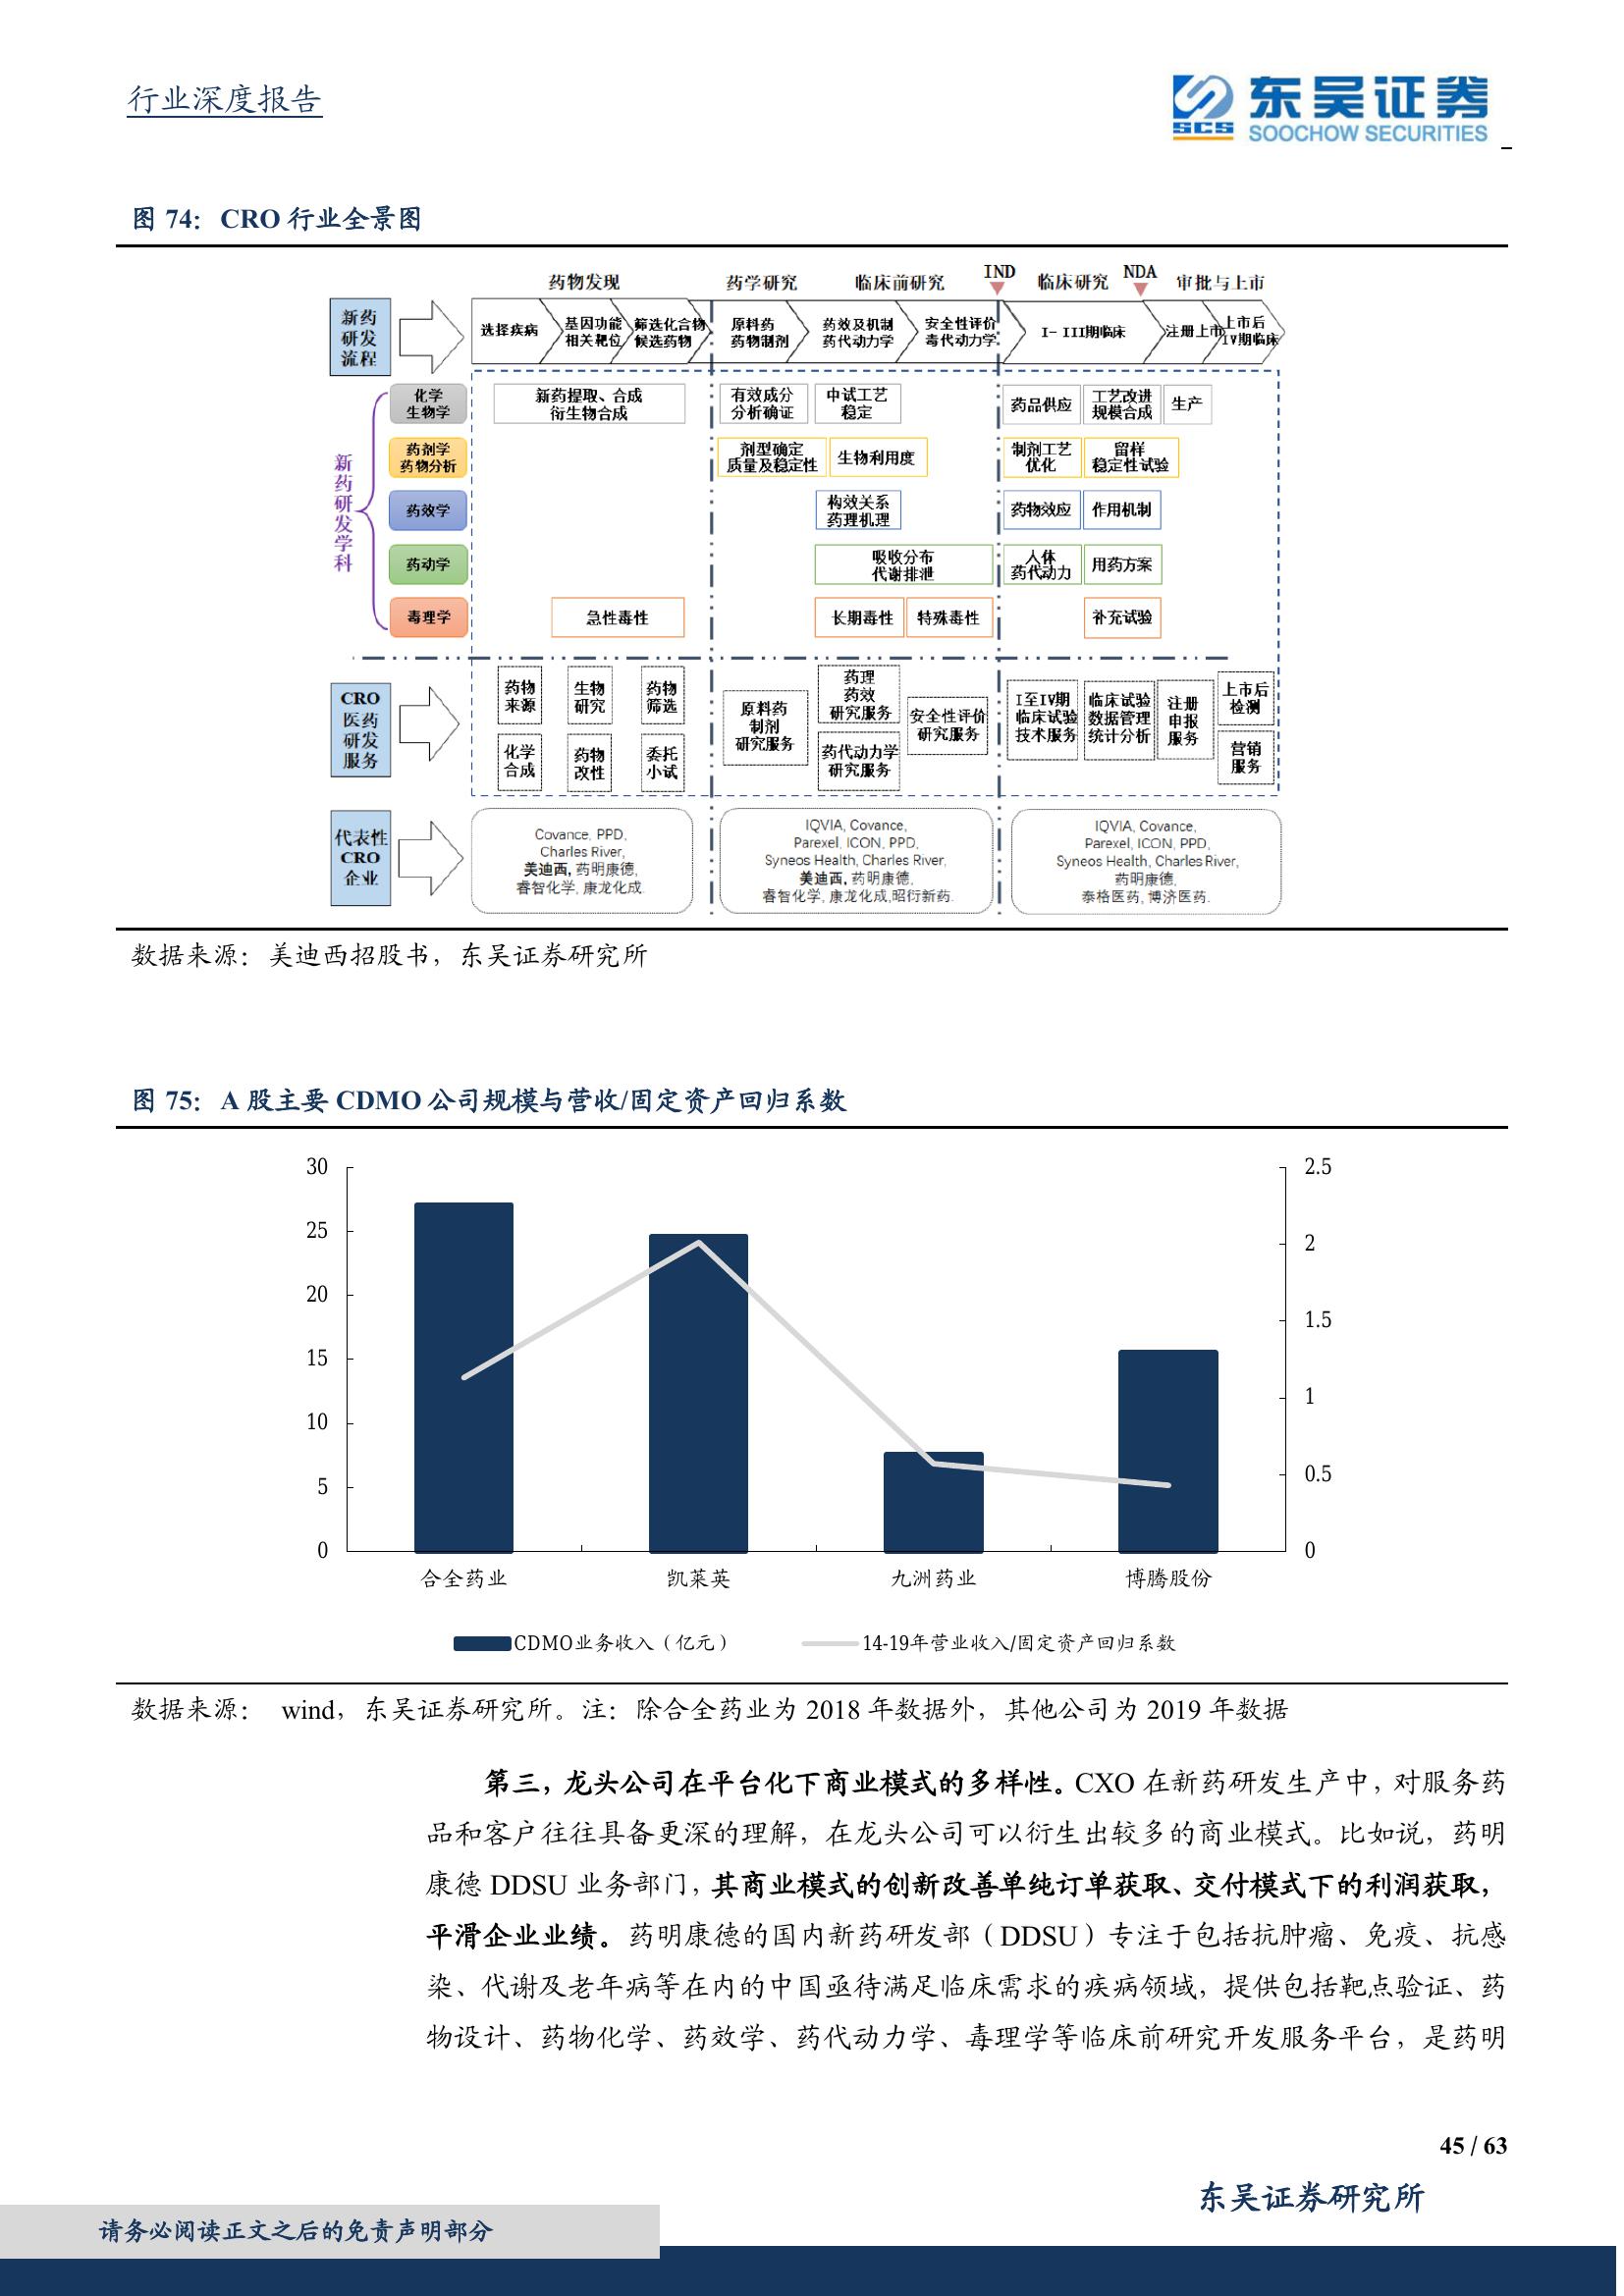 行业深度报告
东吴证券
SCS
SOOCHOW SECURITIES
图 74： CRO 行业全景图
药物发现 药学研究 临床前研究 IND 临床研究 NDA 审批与上市
新药
研发
流程
选择疾病
基因功能
相关靶位
筛选化合物
候选药物
原料药
药物制剂
药效及机制
药代动力学
安全性评价
毒代动力学
I- III期临床
注册上市
上市后
IV期临床
新药研发学科
化学
生物学
新药提取、合成
衍生物合成
有效成分
分析确证
中试工艺
稳定
药品供应
工艺改进
规模合成
生产
药剂学
药物分析
剂型确定
质量及稳定性
生物利用度
制剂工艺
优化
留样
稳定性试验
药效学
构效关系
药理机理
药物效应
作用机制
药动学
吸收分布
代谢排泄
人体
药代动力
用药方案
毒理学
急性毒性
长期毒性
特殊毒性
补充试验
CRO
医药
研发
服务
药物
来源
生物
研究
药物
筛选
化学
合成
药物
改性
委托
小试
原料药
制剂
研究服务
药理
药效
研究服务
药代动力学
研究服务
安全性评价
研究服务
I至IV期
临床试验
技术服务
临床试验
数据管理
统计分析
注册
申报
服务
上市后
检测
营销
服务
代表性
CRO
企业
Covance, PPD,
Charles River,
美迪西, 药明康德,
睿智化学, 康龙化成.
IQVIA, Covance,
Parexel, ICON, PPD,
Syneos Health, Charles River,
美迪西, 药明康德,
睿智化学, 康龙化成,昭衍新药.
IQVIA, Covance,
Parexel, ICON, PPD,
Syneos Health, Charles River,
药明康德,
泰格医药, 博济医药.
数据来源：美迪西招股书，东吴证券研究所
图 75： A 股主要 CDMO 公司规模与营收/固定资产回归系数
30 2.5
25 2
20 1.5
15 1
10 0.5
5
0 0
合全药业 凯莱英 九洲药业 博腾股份
CDMO业务收入（亿元） 14-19年营业收入/固定资产回归系数
数据来源： wind，东吴证券研究所。注：除合全药业为 2018 年数据外，其他公司为 2019 年数据
第三，龙头公司在平台化下商业模式的多样性。CXO 在新药研发生产中，对服务药
品和客户往往具备更深的理解，在龙头公司可以衍生出较多的商业模式。比如说，药明
康德 DDSU 业务部门，其商业模式的创新改善单纯订单获取、交付模式下的利润获取，
平滑企业业绩。药明康德的国内新药研发部（DDSU）专注于包括抗肿瘤、免疫、抗感
染、代谢及老年病等在内的中国亟待满足临床需求的疾病领域，提供包括靶点验证、药
物设计、药物化学、药效学、药代动力学、毒理学等临床前研究开发服务平台，是药明
45 / 63
东吴证券研究所
请务必阅读正文之后的免责声明部分